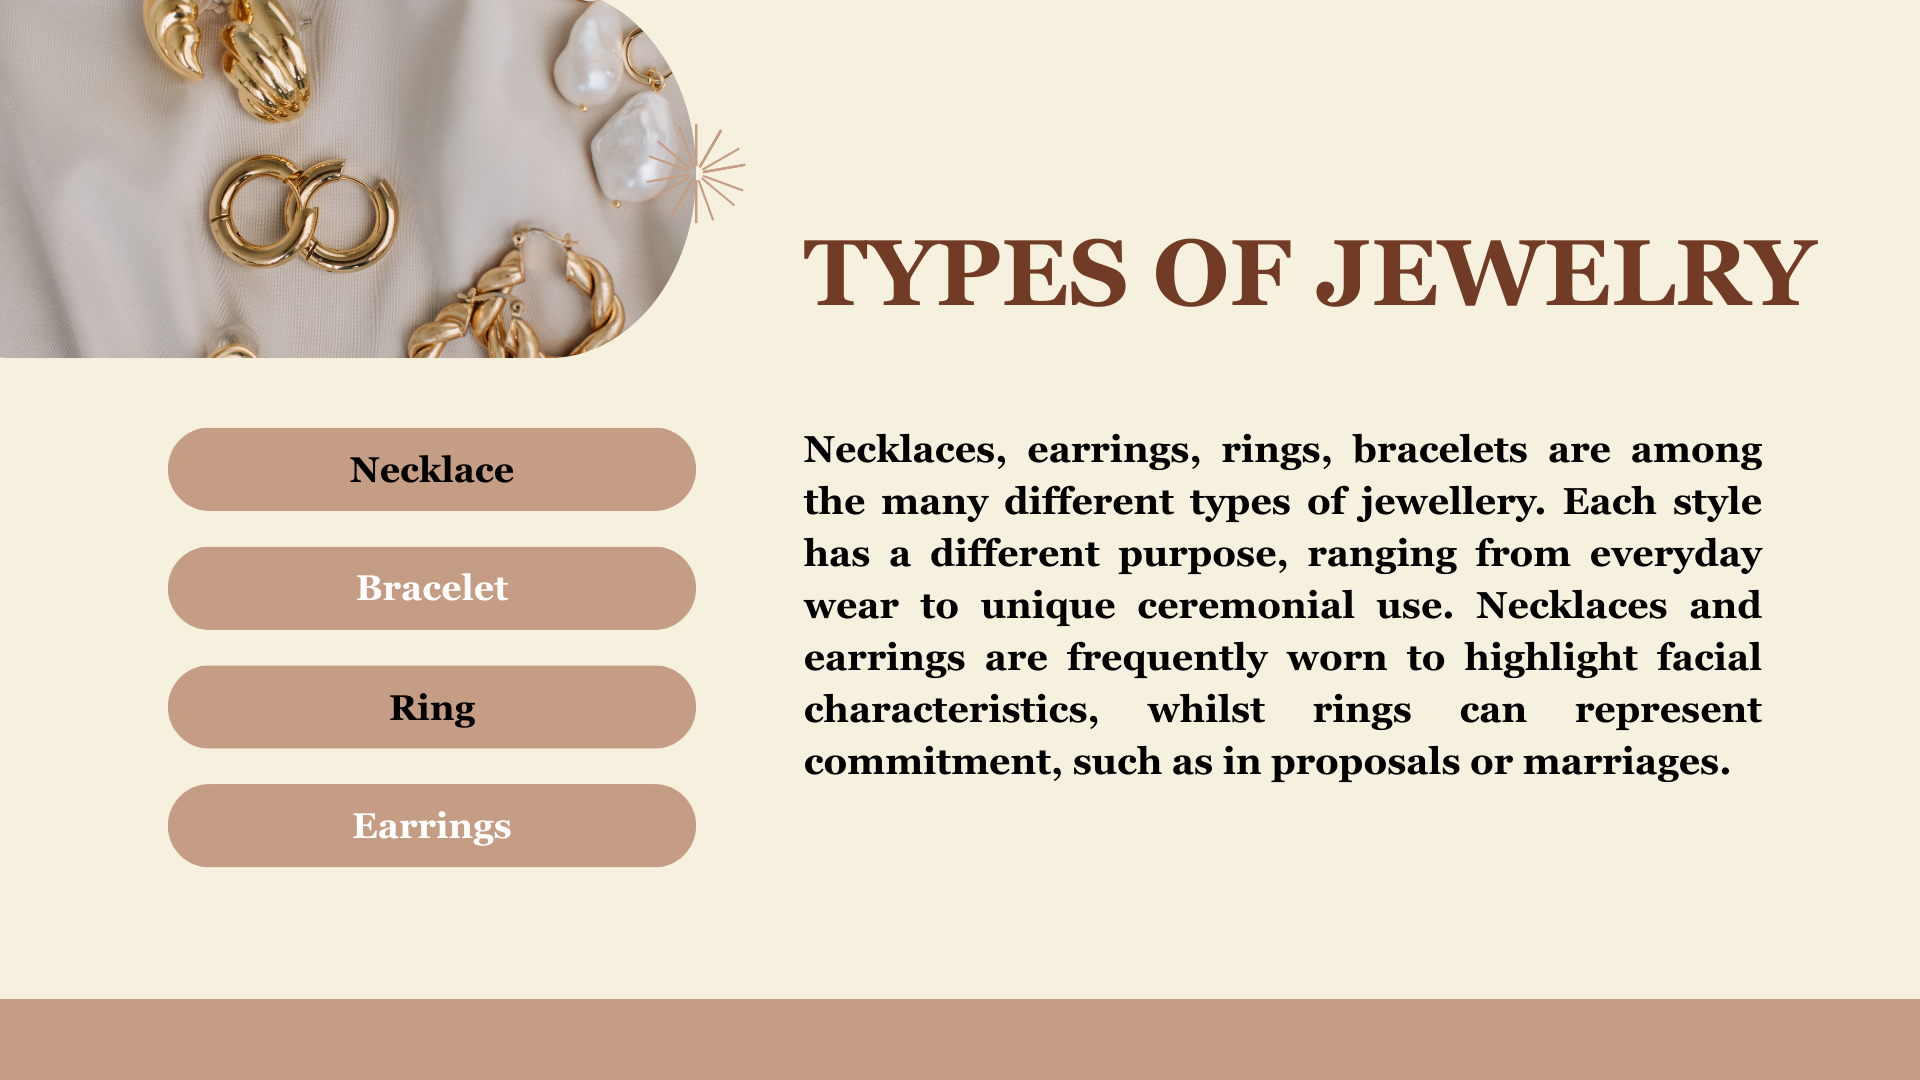 TYPES OF JEWELRY
Necklace
Bracelet
Ring
Earrings
Necklaces, earrings, rings, bracelets are among
the many different types of jewellery. Each style
has a different purpose, ranging from everyday
wear to unique ceremonial use. Necklaces and
earrings are frequently worn to highlight facial
characteristics, whilst rings can represent
commitment, such as in proposals or marriages.